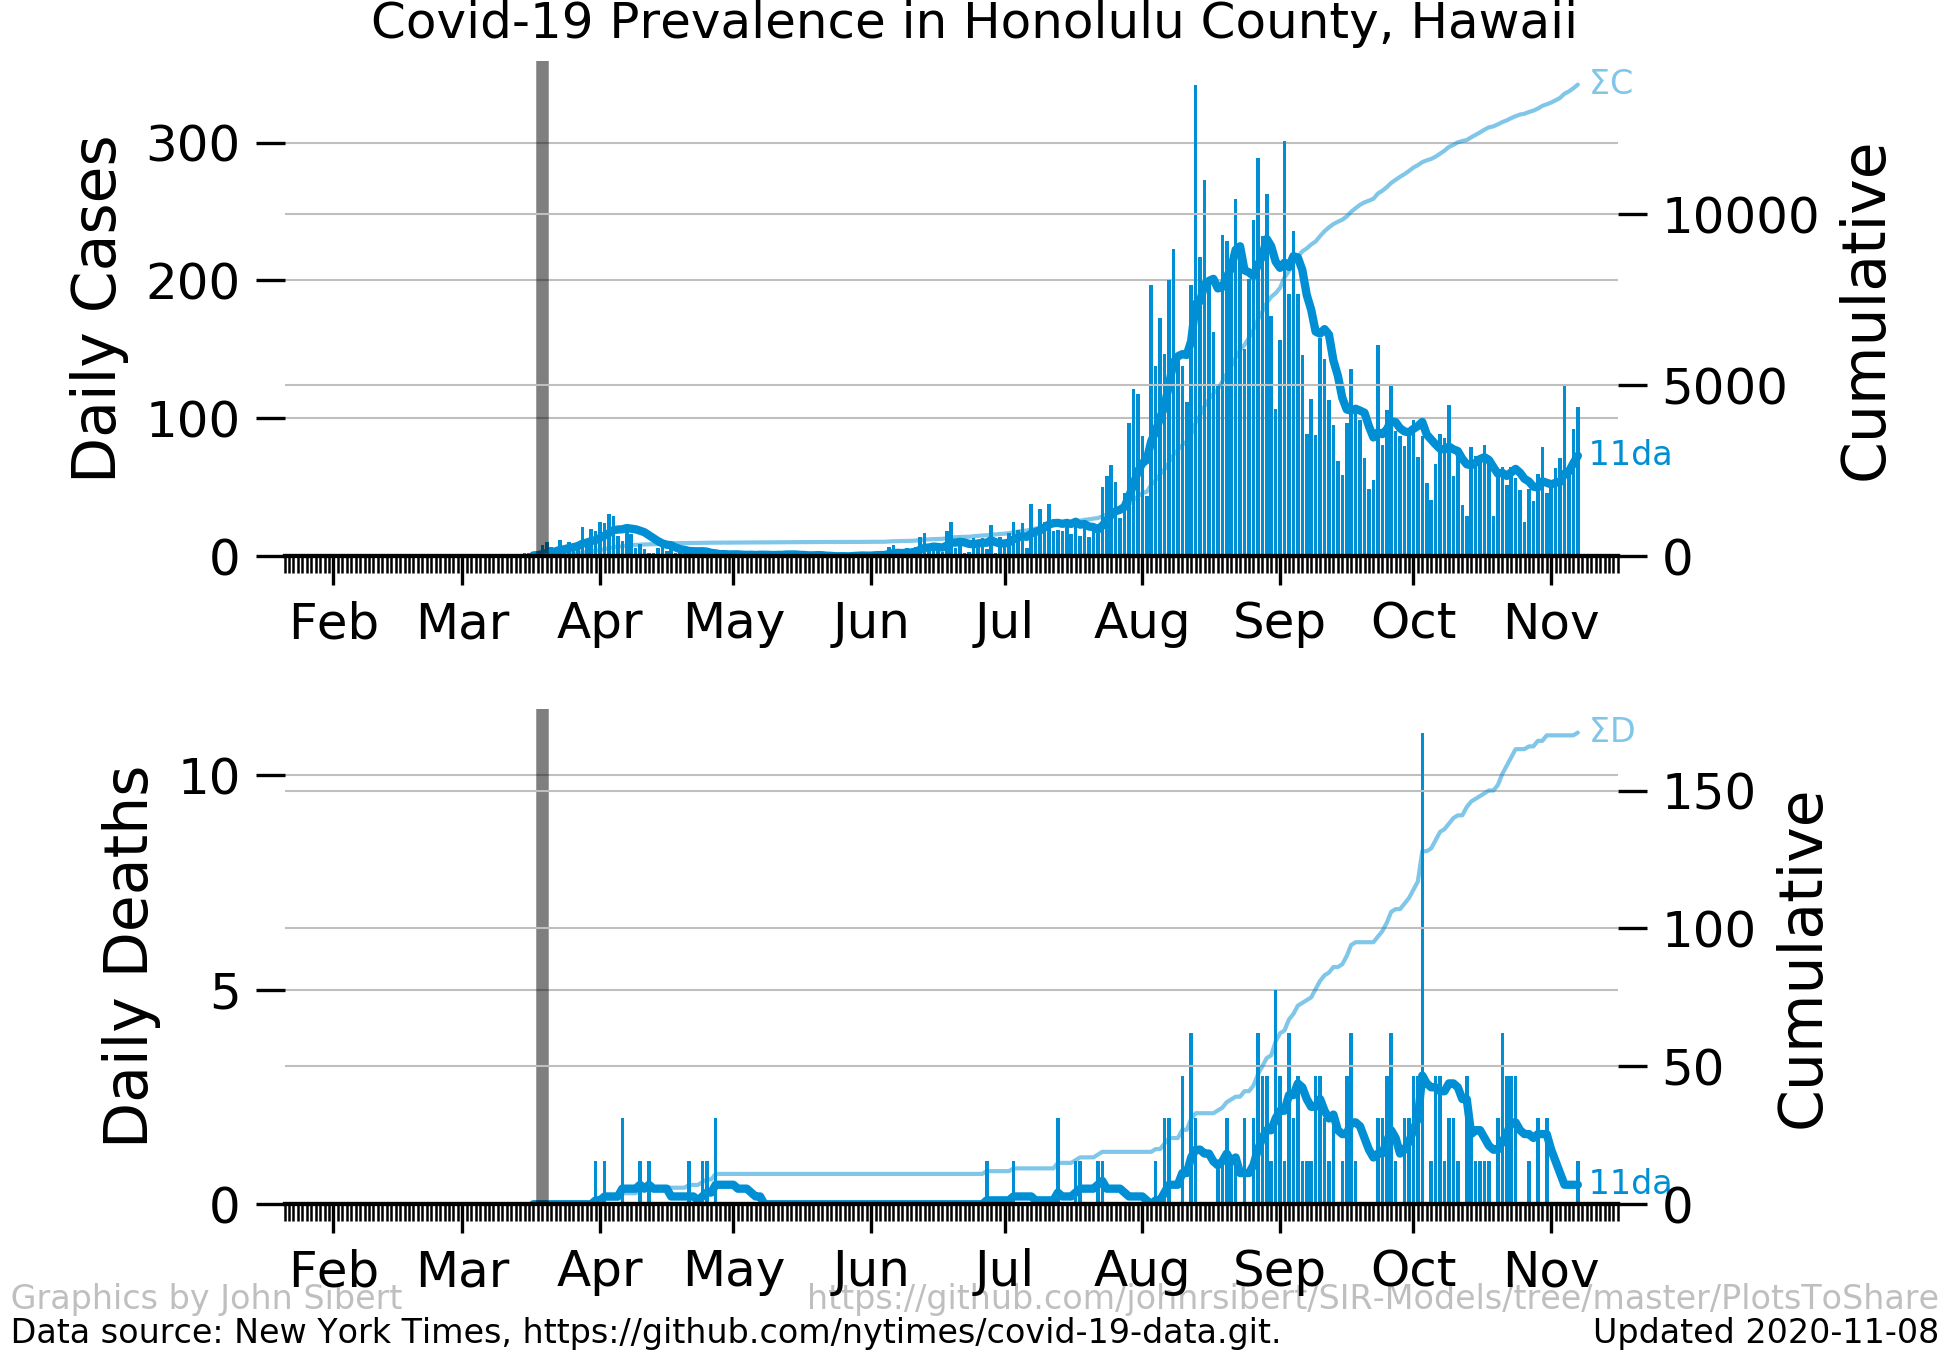 Covid-19 Prevalence in Honolulu County, Hawaii
Daily Cases
300
200
100
0
ΣC
11da
10000
5000
0
Cumulative
Feb Mar Apr May Jun Jul Aug Sep Oct Nov
Daily Deaths
10
5
0
ΣD
11da
150
100
50
0
Cumulative
Feb Mar Apr May Jun Jul Aug Sep Oct Nov
Graphics by John Sibert https://github.com/johnrsibert/SIR-Models/tree/master/PlotsToShare
Data source: New York Times, https://github.com/nytimes/covid-19-data.git. Updated 2020-11-08